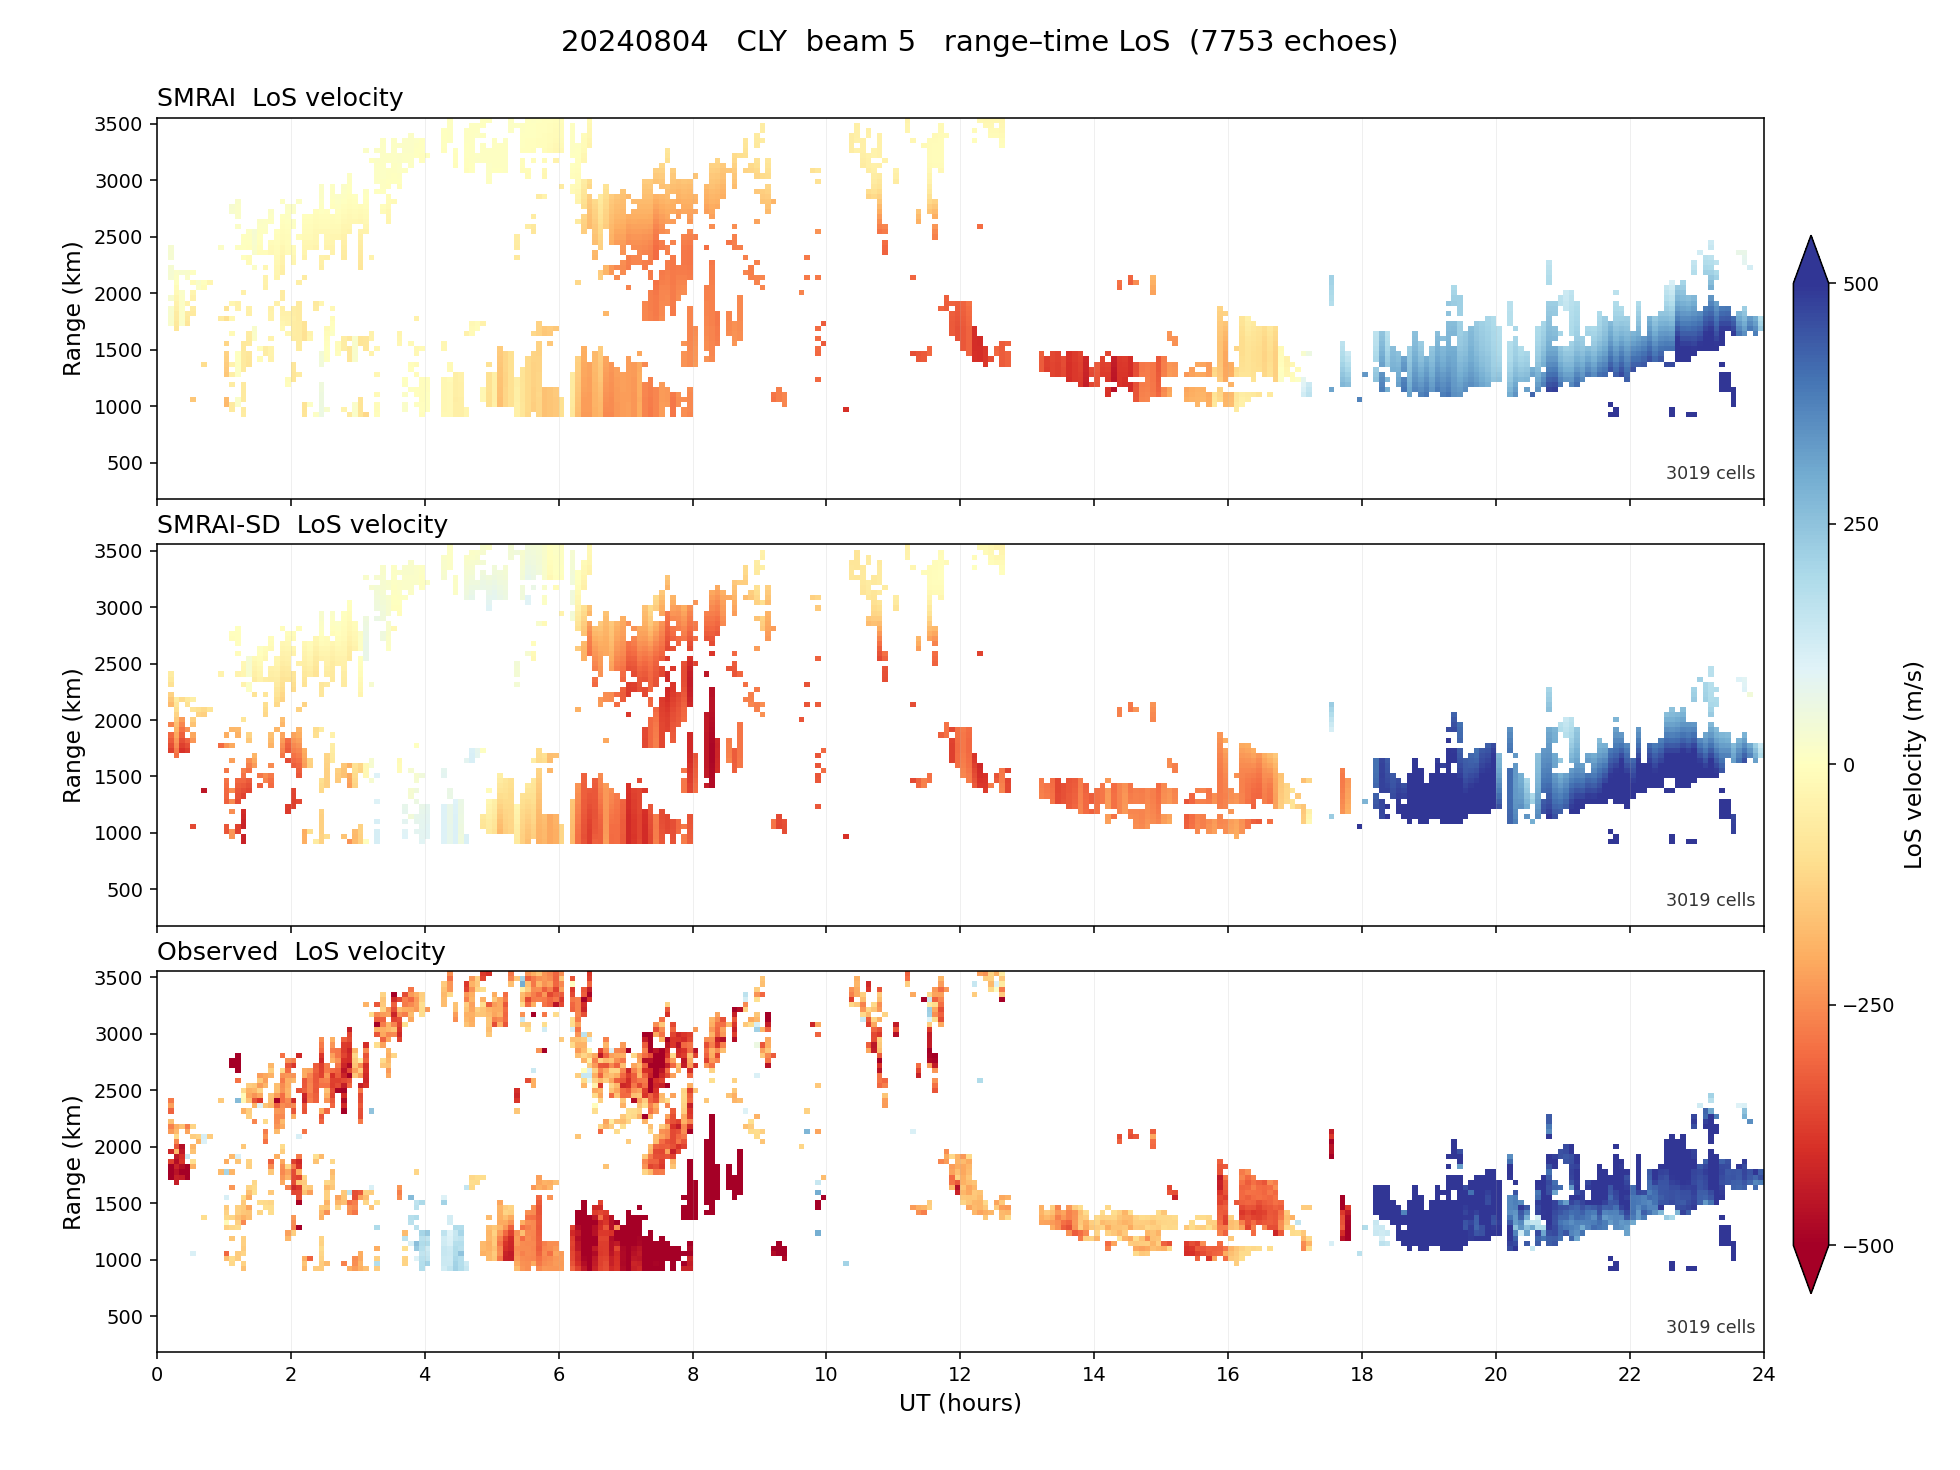 20240804   CLY  beam 5   range–time LoS  (7753 echoes)
SMRAI  LoS velocity
3500
3000
2500
2000
1500
1000
500
Range (km)
3019 cells
SMRAI-SD  LoS velocity
3500
3000
2500
2000
1500
1000
500
Range (km)
3019 cells
Observed  LoS velocity
3500
3000
2500
2000
1500
1000
500
Range (km)
3019 cells
0 2 4 6 8 10 12 14 16 18 20 22 24
UT (hours)
500
250
0
−250
−500
LoS velocity (m/s)